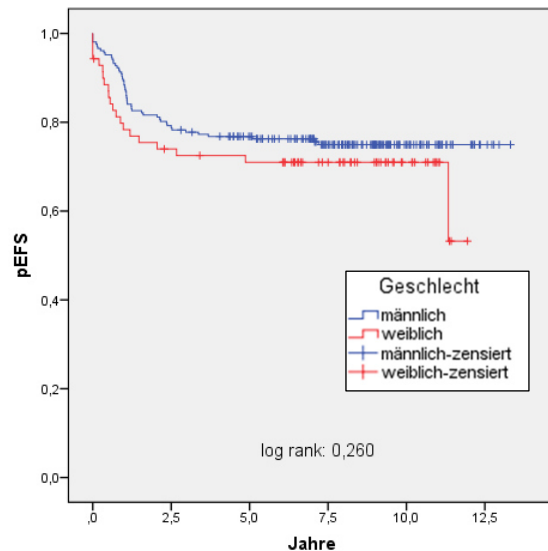 1,0
0,8
0,6
0,4
0,2
0,0
pEFS
Geschlecht
männlich
weiblich
männlich-zensiert
weiblich-zensiert
log rank: 0,260
,0 2,5 5,0 7,5 10,0 12,5
Jahre